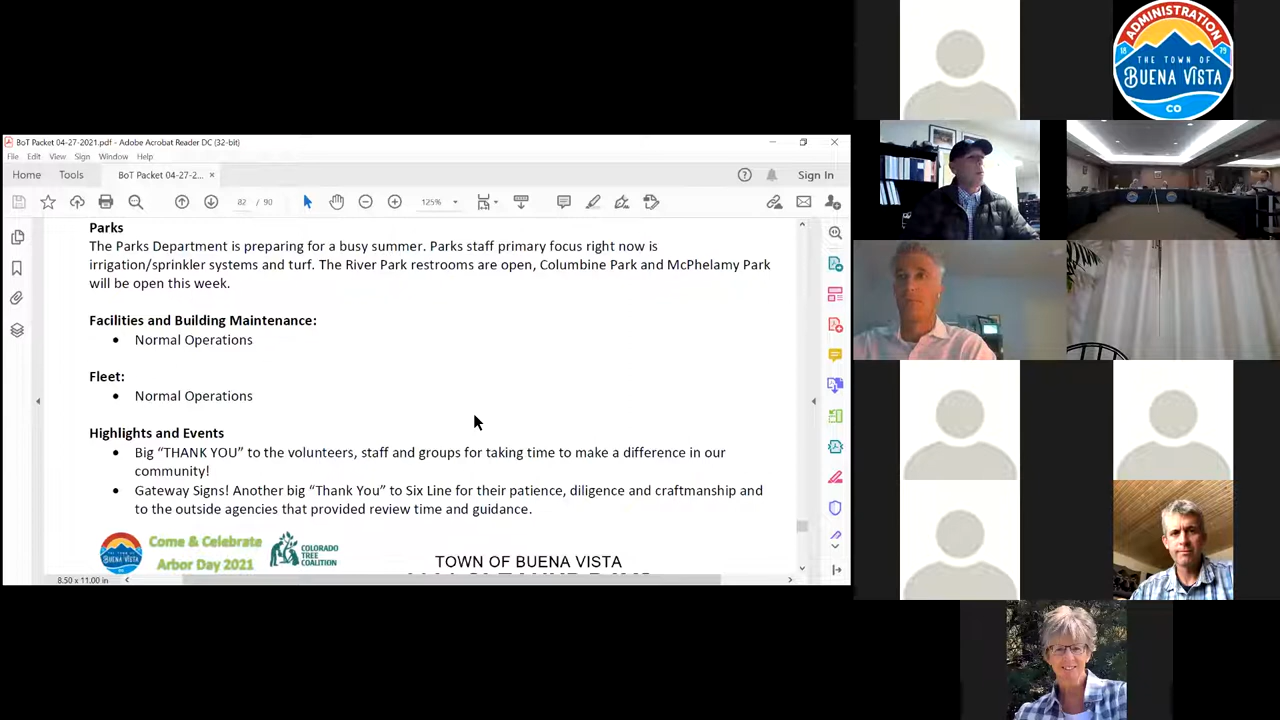 BoT Packet 04-27-2021.pdf - Adobe Acrobat Reader DC (32-bit)
File Edit View Sign Window Help
Home Tools BoT Packet 04-27-2... × Sign In
82 / 90 125%
Parks
The Parks Department is preparing for a busy summer. Parks staff primary focus right now is
irrigation/sprinkler systems and turf. The River Park restrooms are open, Columbine Park and McPhelamy Park
will be open this week.
Facilities and Building Maintenance:
• Normal Operations
Fleet:
• Normal Operations
Highlights and Events
• Big “THANK YOU” to the volunteers, staff and groups for taking time to make a difference in our
community!
• Gateway Signs! Another big “Thank You” to Six Line for their patience, diligence and craftmanship and
to the outside agencies that provided review time and guidance.
Come & Celebrate
Arbor Day 2021
COLORADO
TREE
COALITION
TOWN OF BUENA VISTA
8.50 x 11.00 in
ADMINISTRATION
18 79
THE TOWN OF
BUENA VISTA
CO